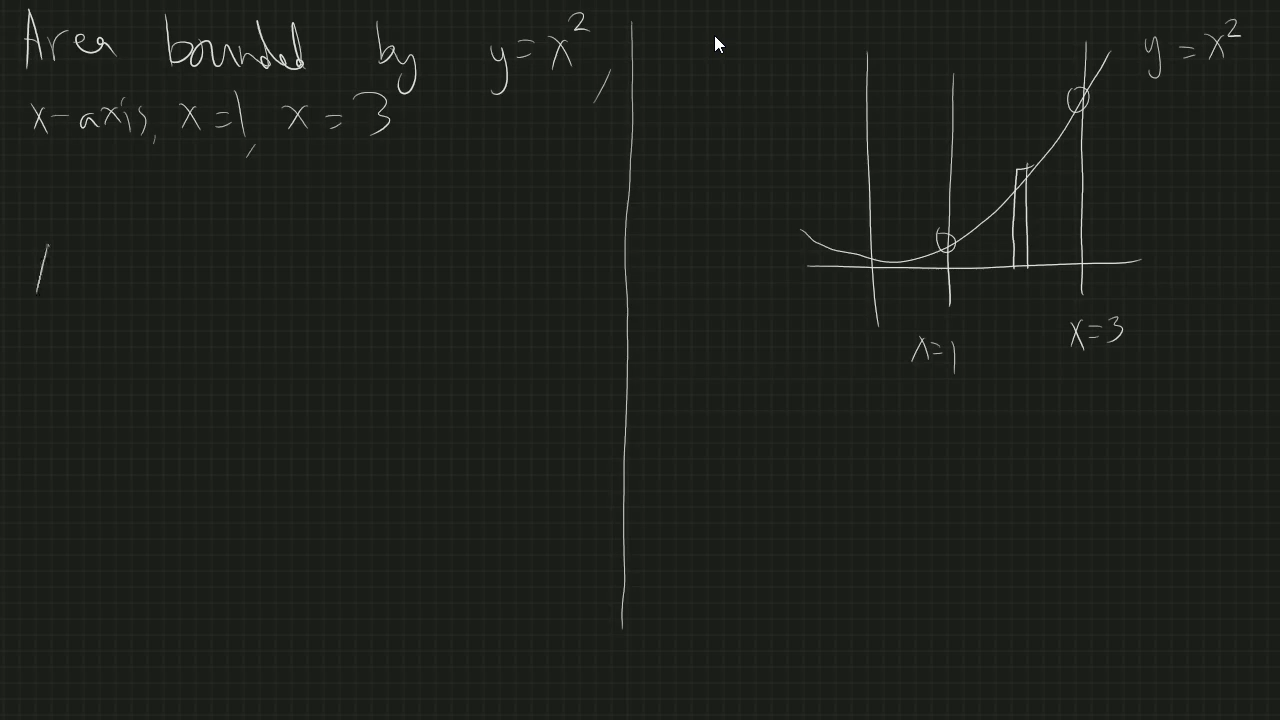 Area bounded by y=x²,
x-axis, x=1, x=3
y=x²
x=1
x=3